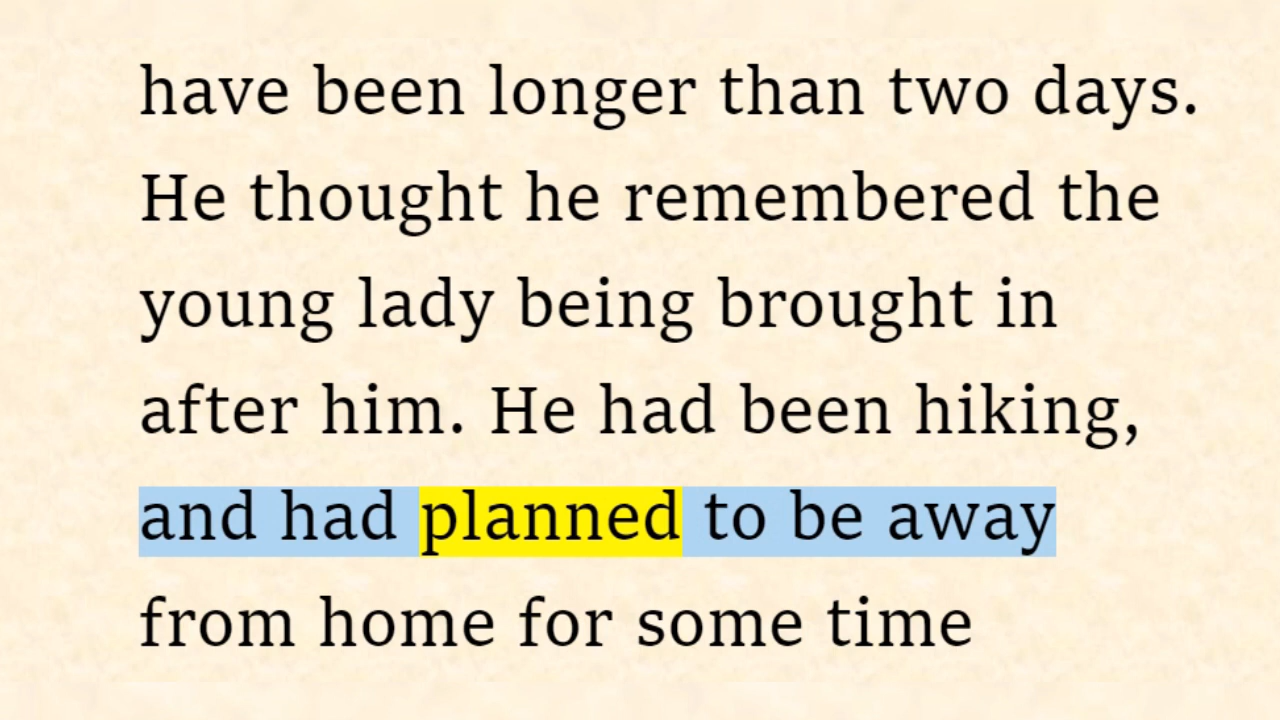 have been longer than two days.
He thought he remembered the
young lady being brought in
after him. He had been hiking,
and had planned to be away
from home for some time